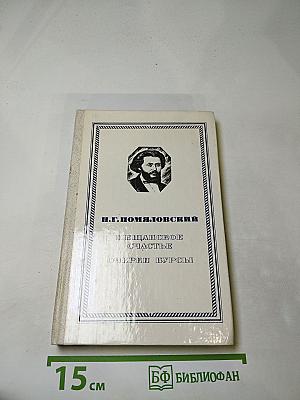 Н.Г.ПОМЯЛОВСКИЙ
МЕЩАНСКОЕ
СЧАСТЬЕ
ОЧЕРКИ БУРСЫ
15 см
БФ БИБЛИОФАН